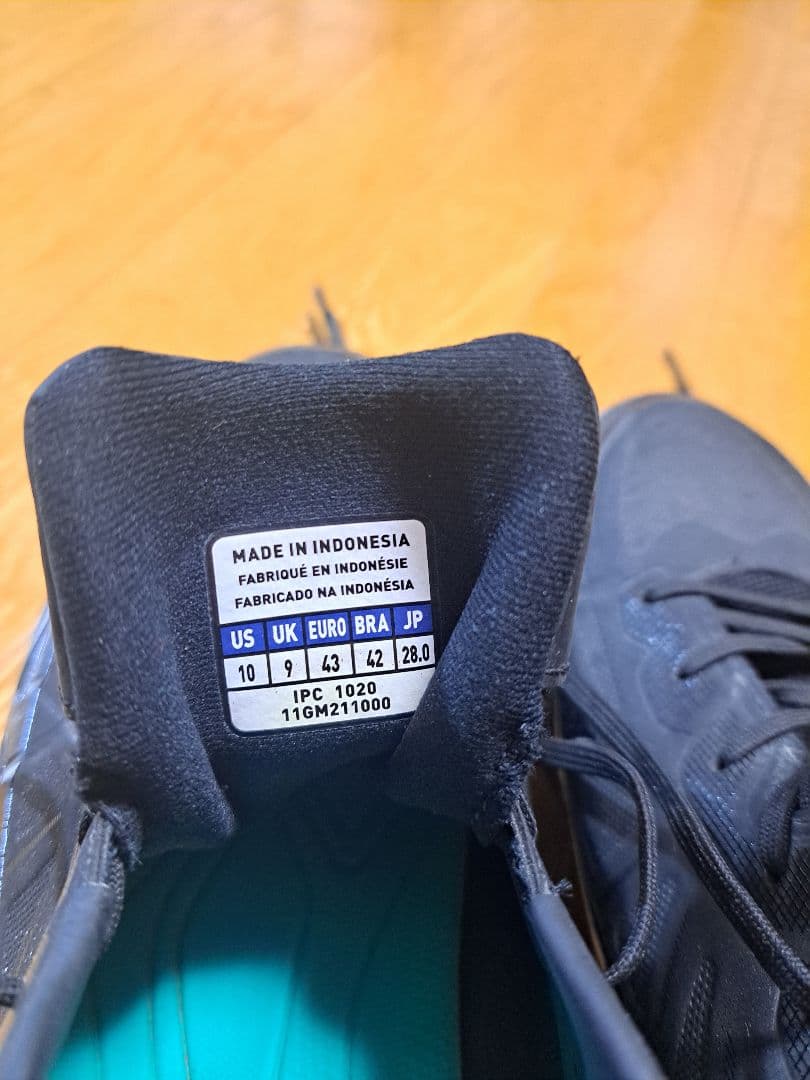 MADE IN INDONESIA
FABRIQUÉ EN INDONÉSIE
FABRICADO NA INDONÉSIA
US UK EURO BRA JP
10 9 43 42 28.0
IPC 1020
11GM211000